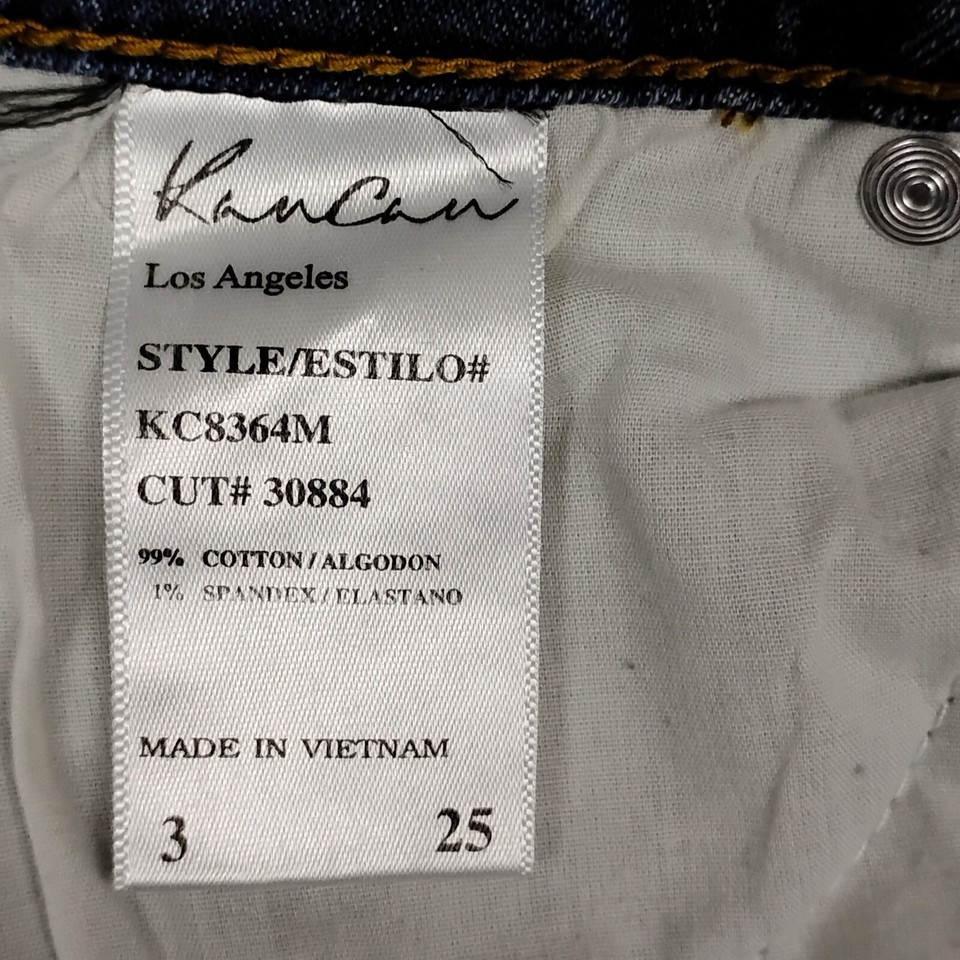 KanCan
Los Angeles
STYLE/ESTILO#
KC8364M
CUT# 30884
99% COTTON / ALGODON
1% SPANDEX / ELASTANO
MADE IN VIETNAM
3 25